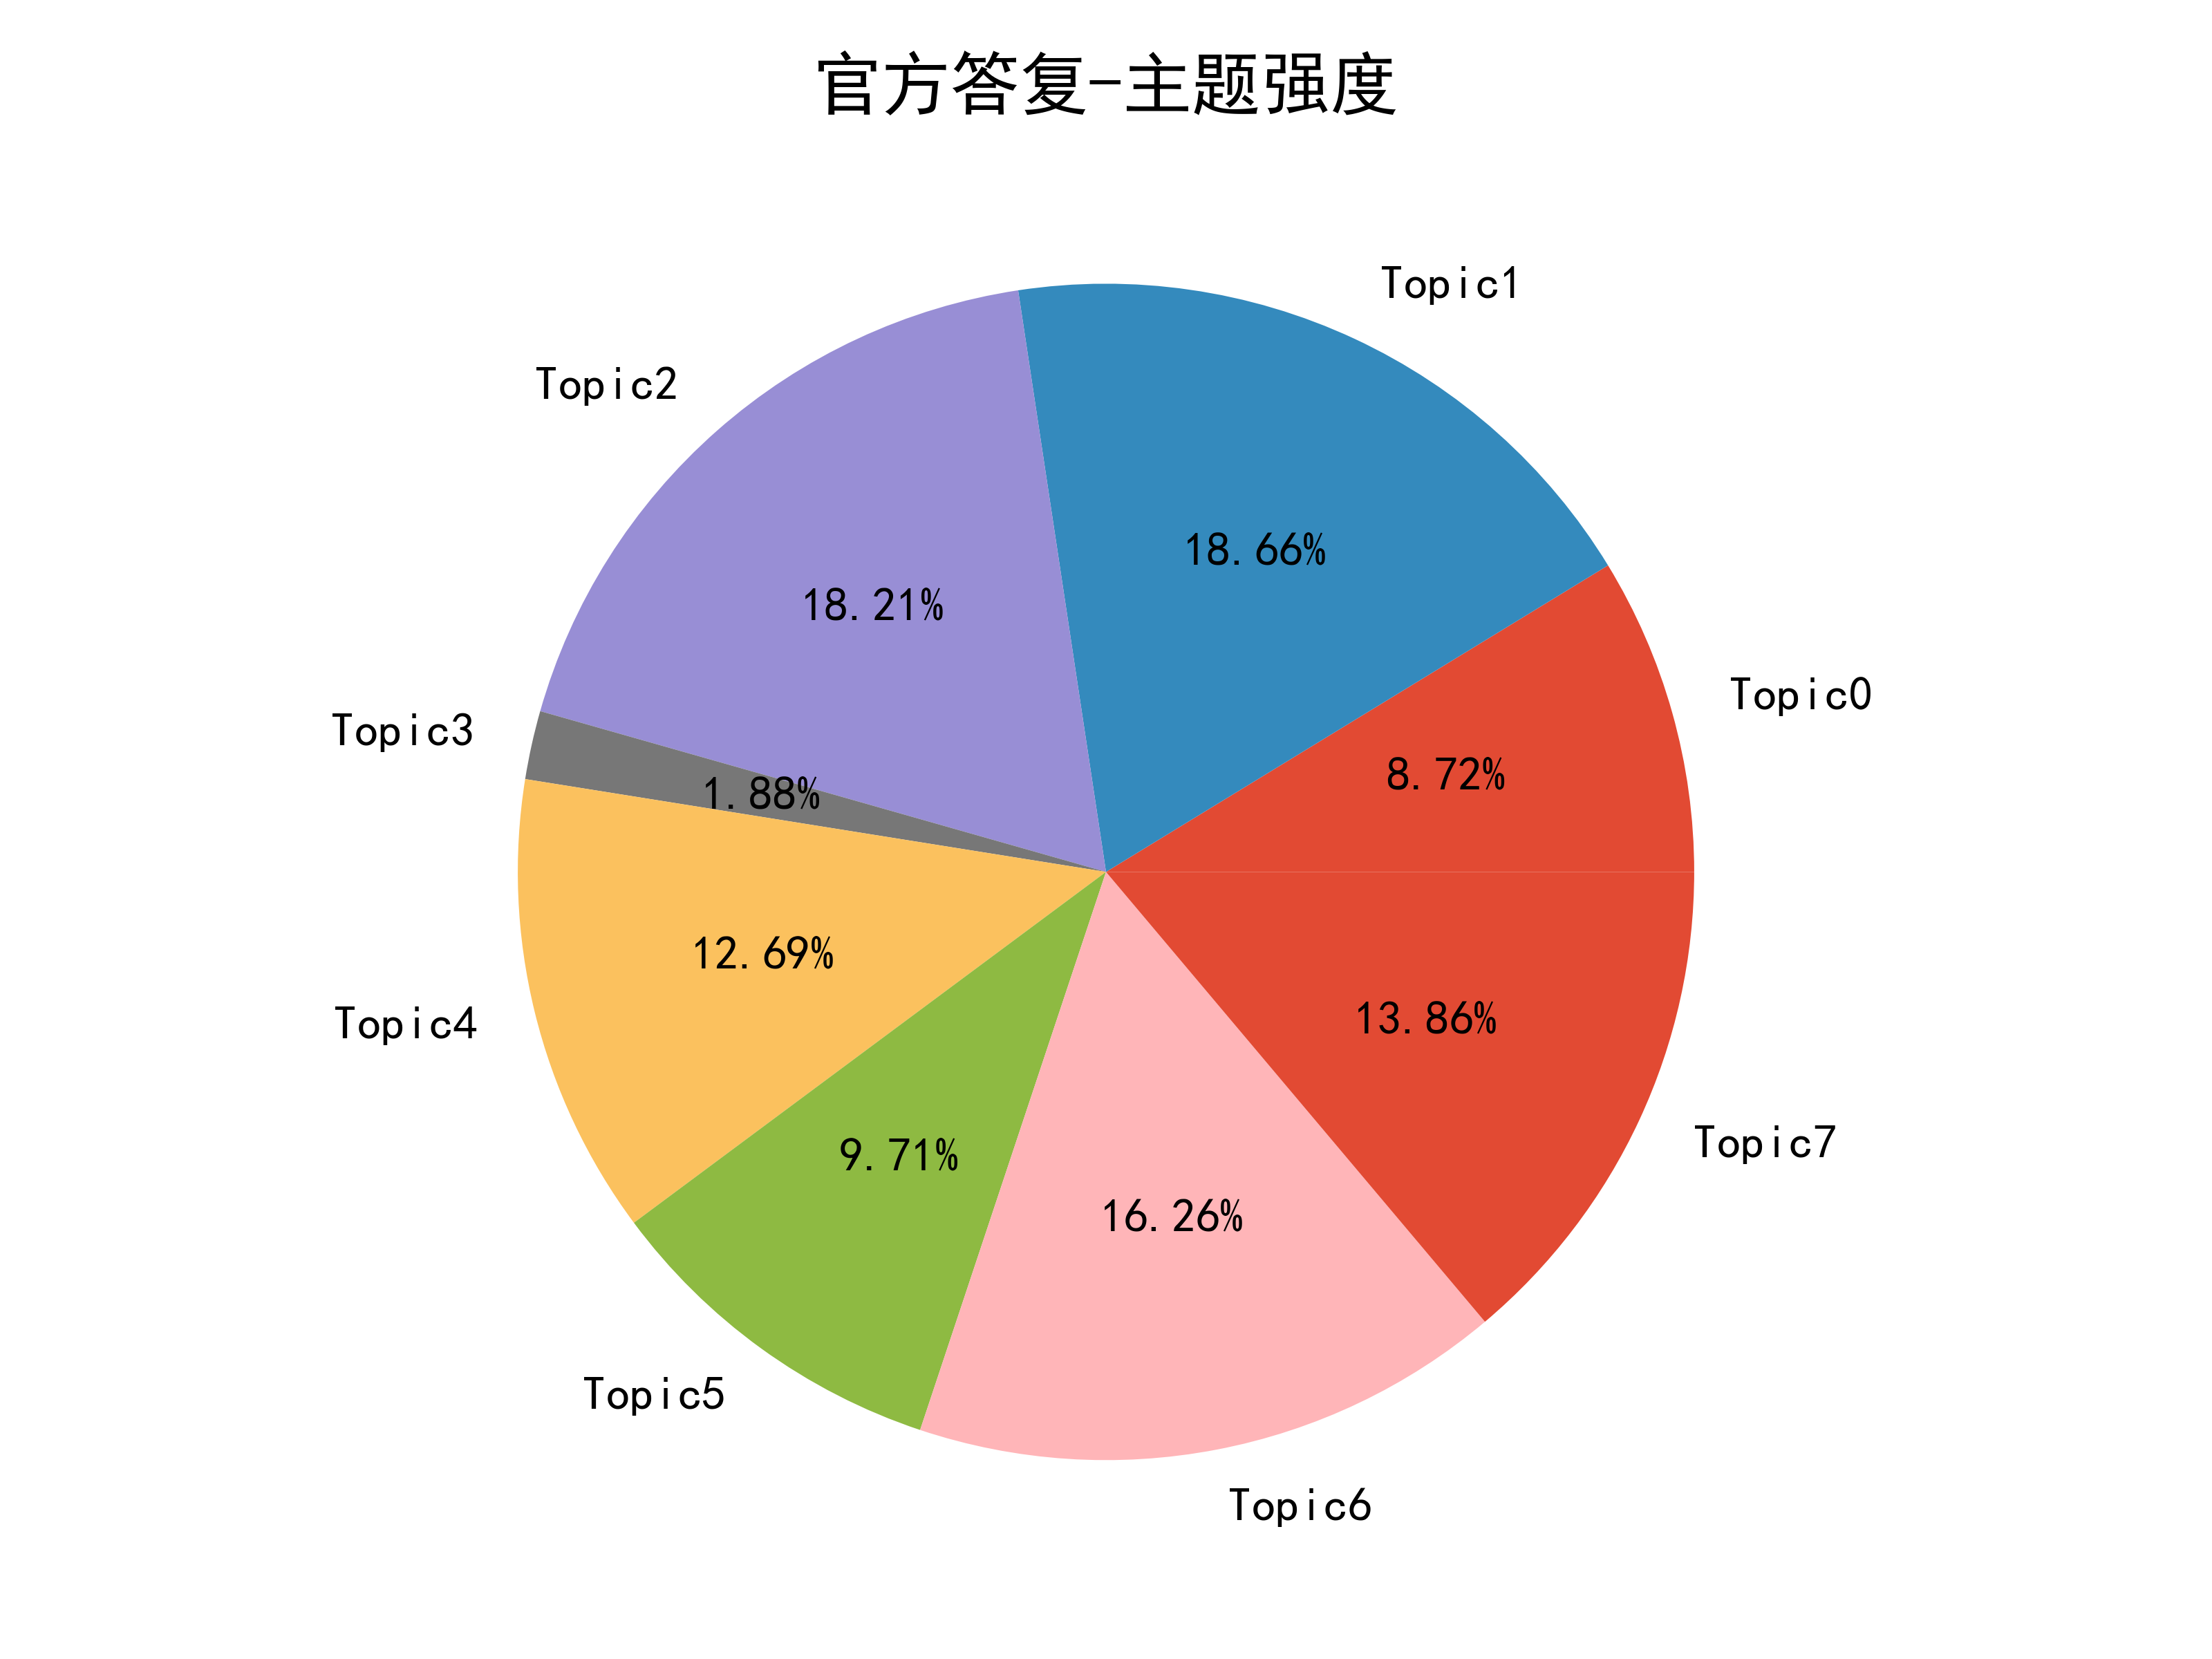 官方答复-主题强度
Topic1
Topic2
18.66%
18.21%
Topic0
Topic3
8.72%
1.88%
12.69%
Topic4
13.86%
Topic7
9.71%
16.26%
Topic5
Topic6